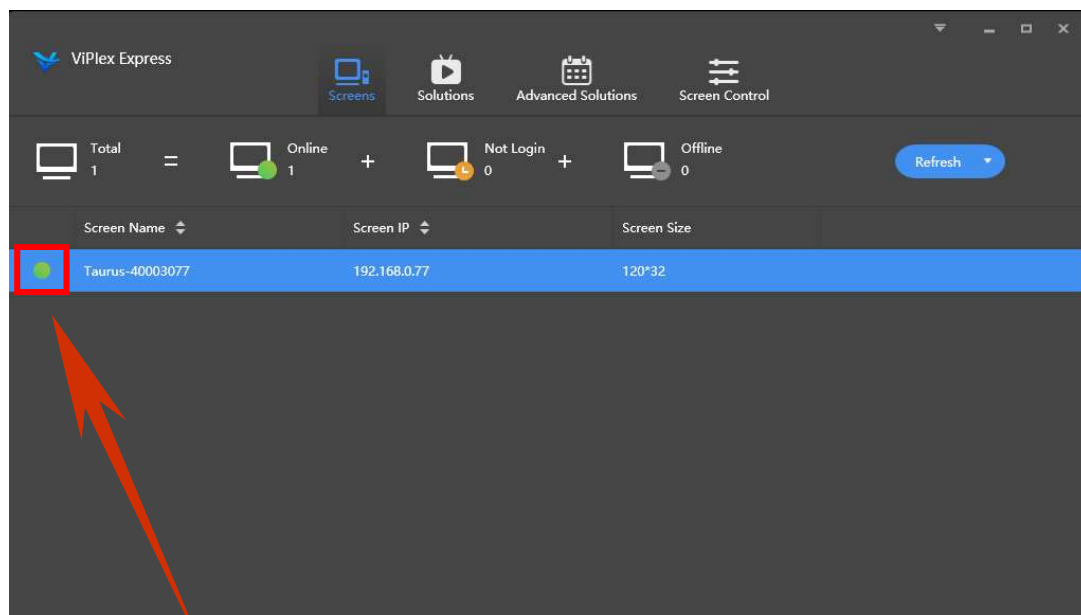 ViPlex Express
Screens
Solutions
Advanced Solutions
Screen Control
Total
1
=
Online
1
+
Not Login
0
+
Offline
0
Refresh
Screen Name
Screen IP
Screen Size
Taurus-40003077
192.168.0.77
120*32